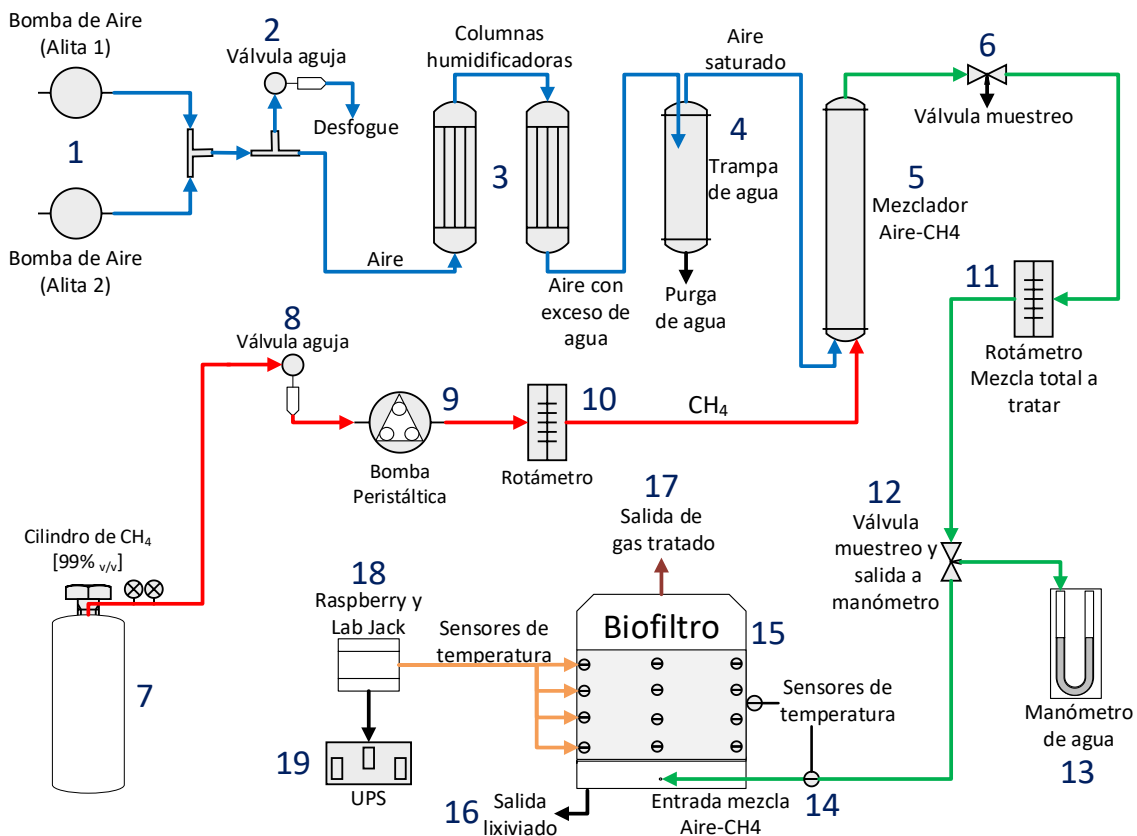 Bomba de Aire
(Alita 1)
1
Bomba de Aire
(Alita 2)
2
Válvula aguja
Desfogue
Aire
Columnas
humidificadoras
3
Aire con
exceso de
agua
Aire
saturado
4
Trampa
de agua
Purga
de agua
5
Mezclador
Aire-CH4
6
Válvula muestreo
7
Cilindro de CH4
[99% v/v]
8
Válvula aguja
9
Bomba
Peristáltica
10
Rotámetro
CH4
11
Rotámetro
Mezcla total a
tratar
12
Válvula
muestreo y
salida a
manómetro
Manómetro
de agua
13
14
Sensores de
temperatura
Entrada mezcla
Aire-CH4
Biofiltro
15
16
Salida
lixiviado
17
Salida de
gas tratado
18
Raspberry y
Lab Jack
Sensores de
temperatura
19
UPS